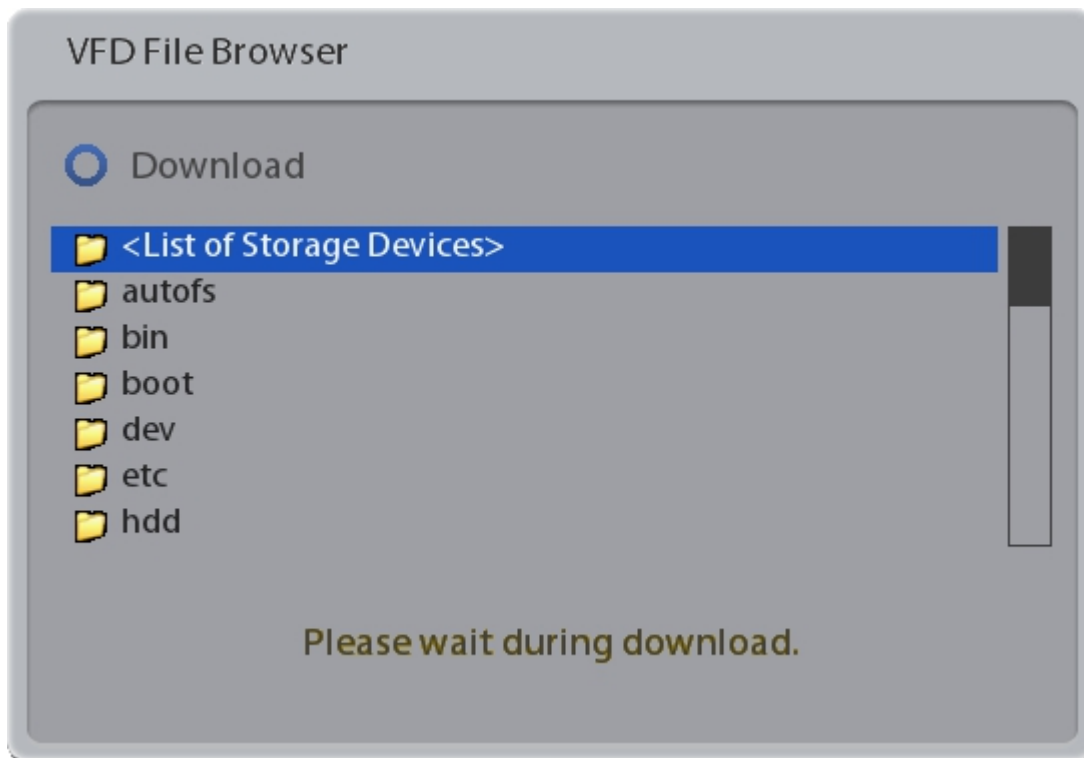 VFD File Browser
Download
<List of Storage Devices>
autofs
bin
boot
dev
etc
hdd
Please wait during download.